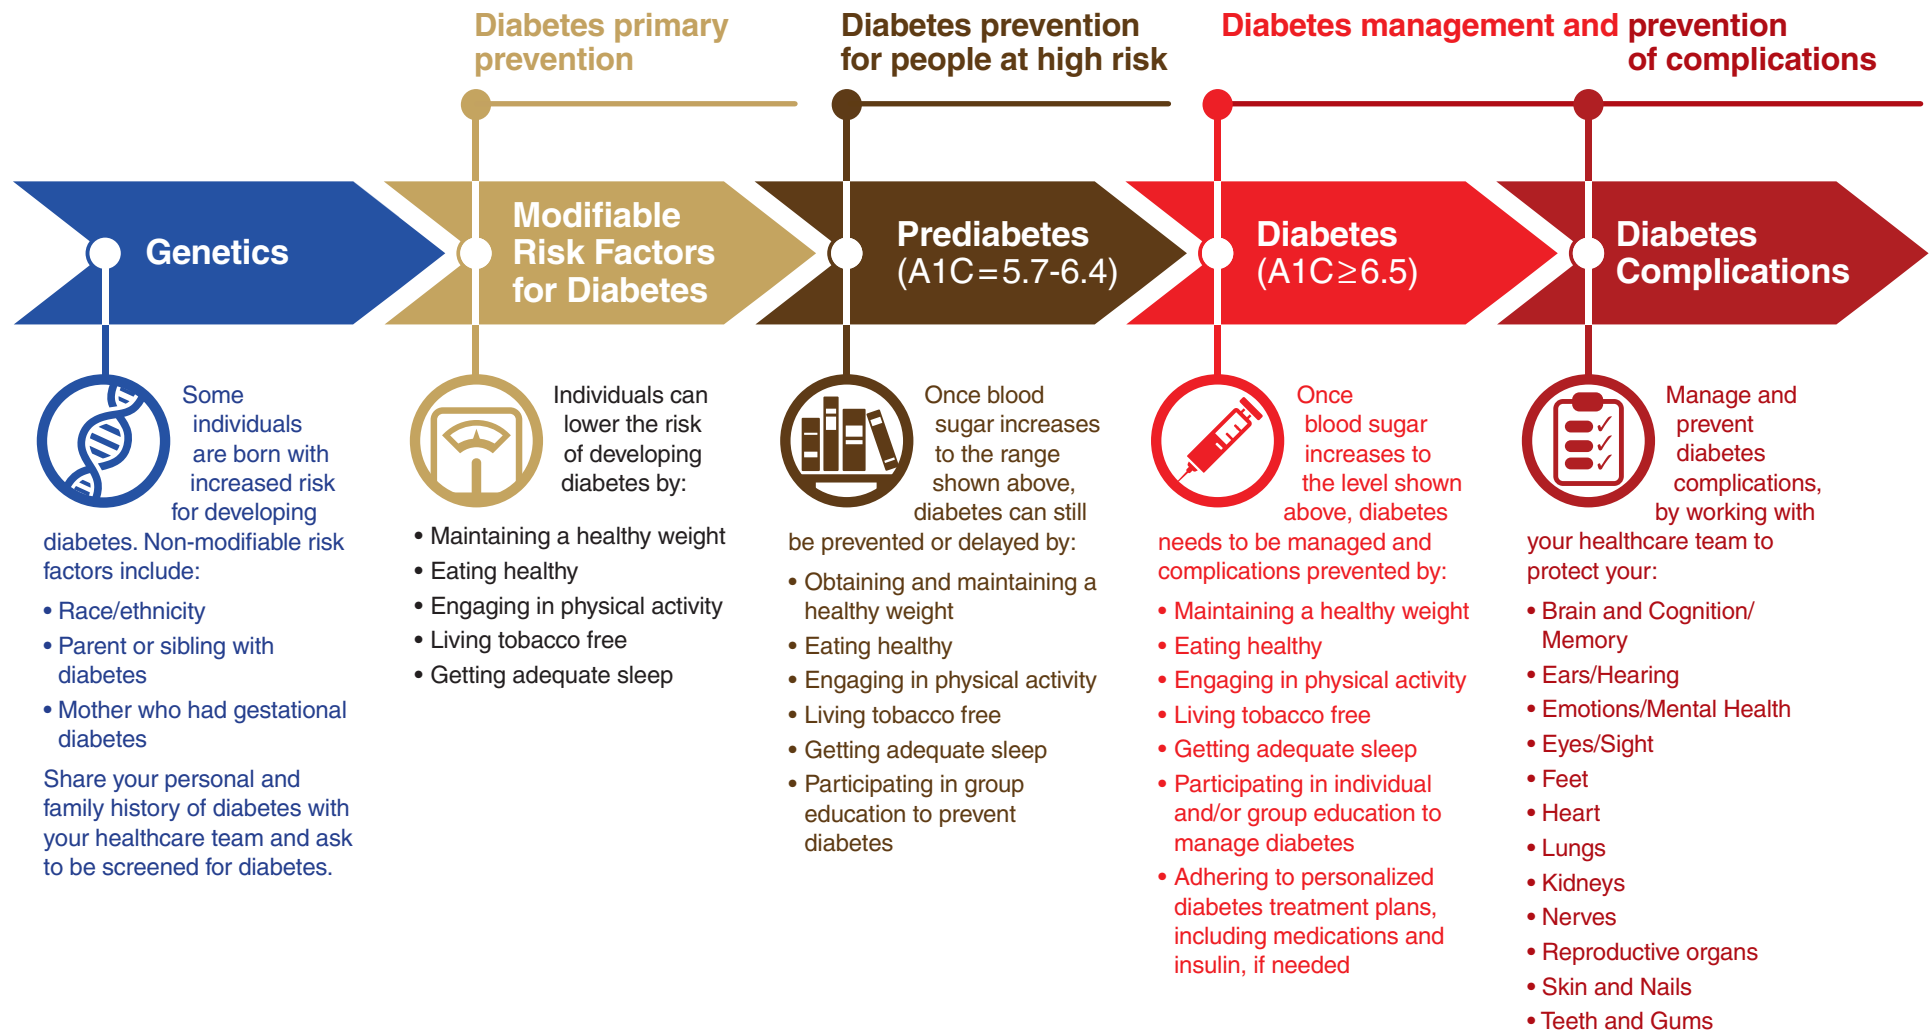 Diabetes primary
prevention
Diabetes prevention
for people at high risk
Diabetes management and prevention
of complications
Genetics
Modifiable
Risk Factors
for Diabetes
Prediabetes
(A1C=5.7-6.4)
Diabetes
(A1C≥6.5)
Diabetes
Complications
Some
individuals
are born with
increased risk
for developing
diabetes. Non-modifiable risk
factors include:
• Race/ethnicity
• Parent or sibling with
diabetes
• Mother who had gestational
diabetes
Share your personal and
family history of diabetes with
your healthcare team and ask
to be screened for diabetes.
Individuals can
lower the risk
of developing
diabetes by:
• Maintaining a healthy weight
• Eating healthy
• Engaging in physical activity
• Living tobacco free
• Getting adequate sleep
Once blood
sugar increases
to the range
shown above,
diabetes can still
be prevented or delayed by:
• Obtaining and maintaining a
healthy weight
• Eating healthy
• Engaging in physical activity
• Living tobacco free
• Getting adequate sleep
• Participating in group
education to prevent
diabetes
Once
blood sugar
increases to
the level shown
above, diabetes
needs to be managed and
complications prevented by:
• Maintaining a healthy weight
• Eating healthy
• Engaging in physical activity
• Living tobacco free
• Getting adequate sleep
• Participating in individual
and/or group education to
manage diabetes
• Adhering to personalized
diabetes treatment plans,
including medications and
insulin, if needed
Manage and
prevent
diabetes
complications,
by working with
your healthcare team to
protect your:
• Brain and Cognition/
Memory
• Ears/Hearing
• Emotions/Mental Health
• Eyes/Sight
• Feet
• Heart
• Lungs
• Kidneys
• Nerves
• Reproductive organs
• Skin and Nails
• Teeth and Gums